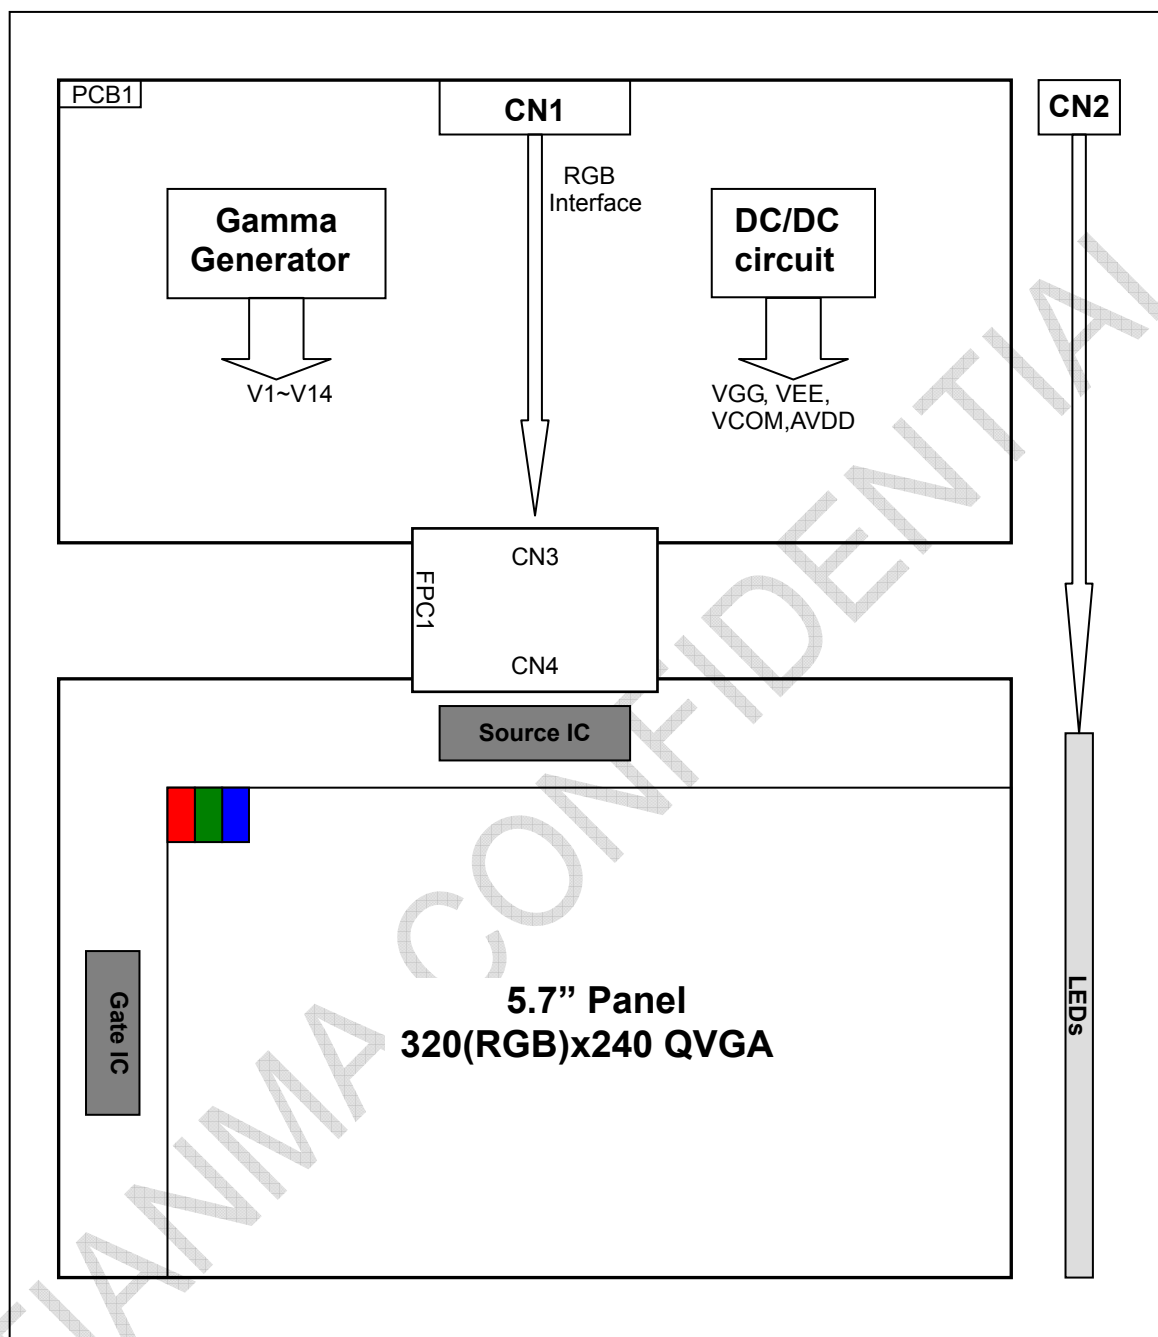 PCB1
CN1
CN2
RGB
Interface
Gamma
Generator
DC/DC
circuit
V1~V14
VGG, VEE,
VCOM,AVDD
CN3
FPC1
CN4
Source IC
Gate IC
5.7” Panel
320(RGB)x240 QVGA
LEDs
TIANMA CONFIDENTIAL